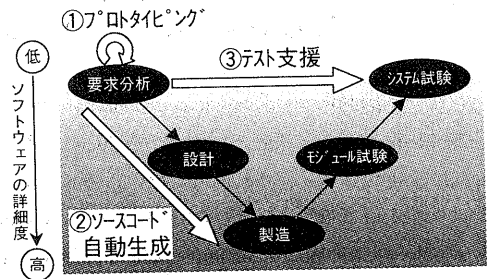 ①プロトタイピング
低
要求分析
③テスト支援
システム試験
ソフトウェアの詳細度
設計
モジュール試験
②ソースコード
自動生成
製造
高